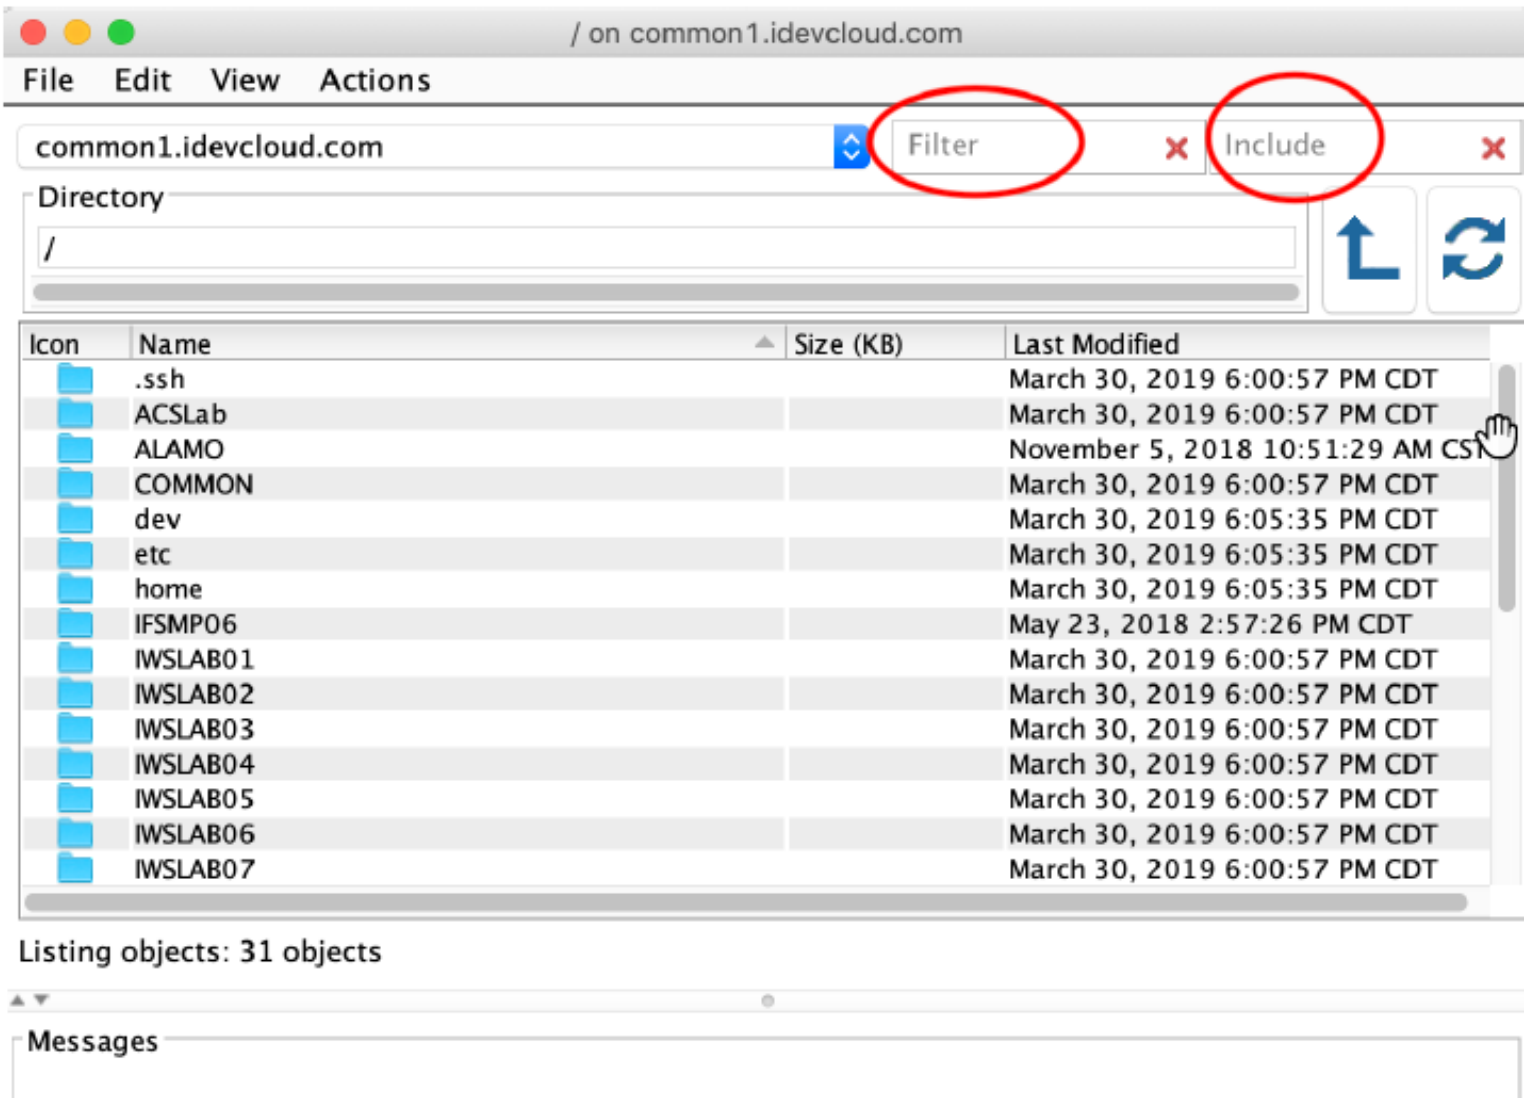 / on common1.idevcloud.com
File Edit View Actions
common1.idevcloud.com Filter Include
Directory
/
Icon Name Size (KB) Last Modified
.ssh March 30, 2019 6:00:57 PM CDT
ACSLab March 30, 2019 6:00:57 PM CDT
ALAMO November 5, 2018 10:51:29 AM CST
COMMON March 30, 2019 6:00:57 PM CDT
dev March 30, 2019 6:05:35 PM CDT
etc March 30, 2019 6:05:35 PM CDT
home March 30, 2019 6:05:35 PM CDT
IFSMP06 May 23, 2018 2:57:26 PM CDT
IWSLAB01 March 30, 2019 6:00:57 PM CDT
IWSLAB02 March 30, 2019 6:00:57 PM CDT
IWSLAB03 March 30, 2019 6:00:57 PM CDT
IWSLAB04 March 30, 2019 6:00:57 PM CDT
IWSLAB05 March 30, 2019 6:00:57 PM CDT
IWSLAB06 March 30, 2019 6:00:57 PM CDT
IWSLAB07 March 30, 2019 6:00:57 PM CDT
Listing objects: 31 objects
Messages